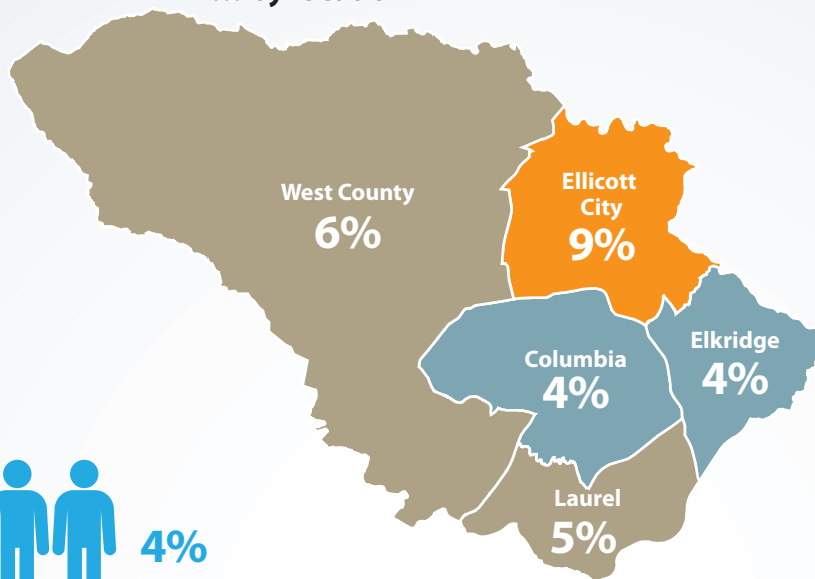 West County
6%
Ellicott
City
9%
Columbia
4%
Elkridge
4%
Laurel
5%
4%